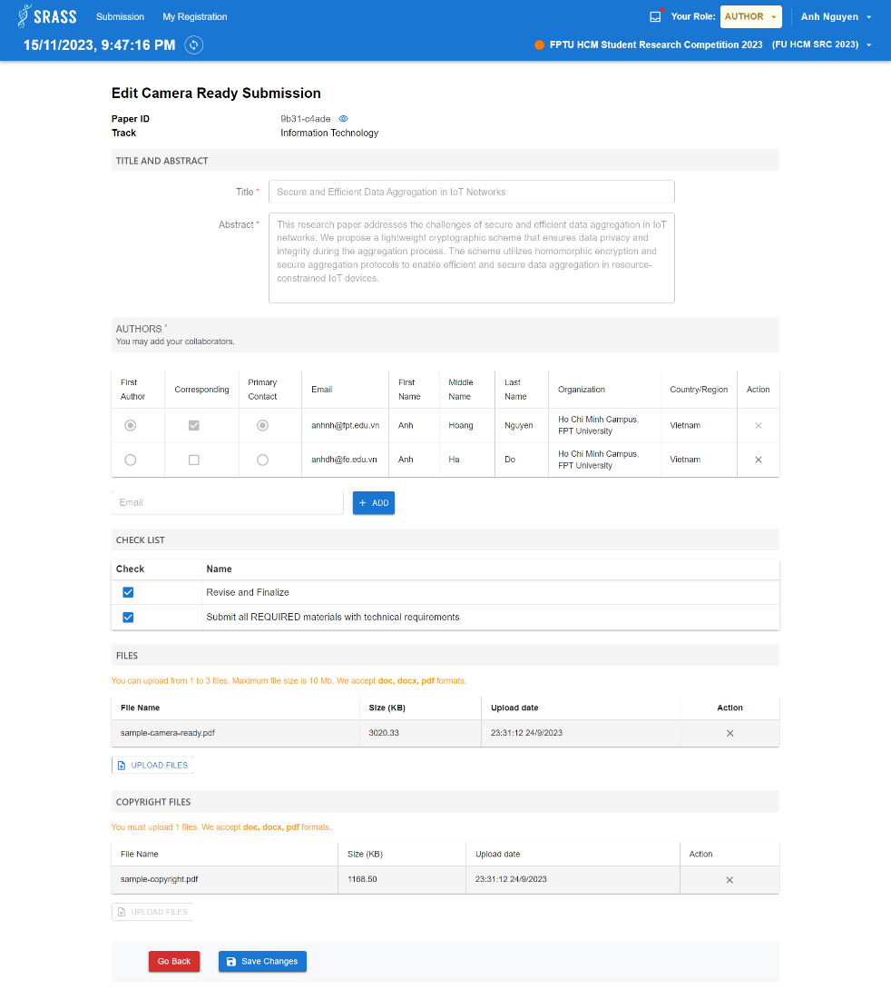 SRASS Submission My Registration Your Role: AUTHOR Anh Nguyen
15/11/2023, 9:47:16 PM FPTU HCM Student Research Competition 2023 (FU HCM SRC 2023)
Edit Camera Ready Submission
Paper ID 9b31-c4ade
Track Information Technology
TITLE AND ABSTRACT
Title * Secure and Efficient Data Aggregation in IoT Networks
Abstract * This research paper addresses the challenges of secure and efficient data aggregation in IoT
networks. We propose a lightweight cryptographic scheme that ensures data privacy and
integrity during the aggregation process. The scheme utilizes homomorphic encryption and
secure aggregation protocols to enable efficient and secure data aggregation in resource-
constrained IoT devices.
AUTHORS *
You may add your collaborators.
First Author Corresponding Primary Contact Email First Name Middle Name Last Name Organization Country/Region Action
anhnh@fpt.edu.vn Anh Hoang Nguyen Ho Chi Minh Campus, FPT University Vietnam
anhdh@fe.edu.vn Anh Ha Do Ho Chi Minh Campus, FPT University Vietnam
Email + ADD
CHECK LIST
Check Name
Revise and Finalize
Submit all REQUIRED materials with technical requirements
FILES
You can upload from 1 to 3 files. Maximum file size is 10 Mb. We accept doc, docx, pdf formats.
File Name Size (KB) Upload date Action
sample-camera-ready.pdf 3020.33 23:31:12 24/9/2023
UPLOAD FILES
COPYRIGHT FILES
You must upload 1 files. We accept doc, docx, pdf formats.
File Name Size (KB) Upload date Action
sample-copyright.pdf 1168.50 23:31:12 24/9/2023
UPLOAD FILES
Go Back Save Changes